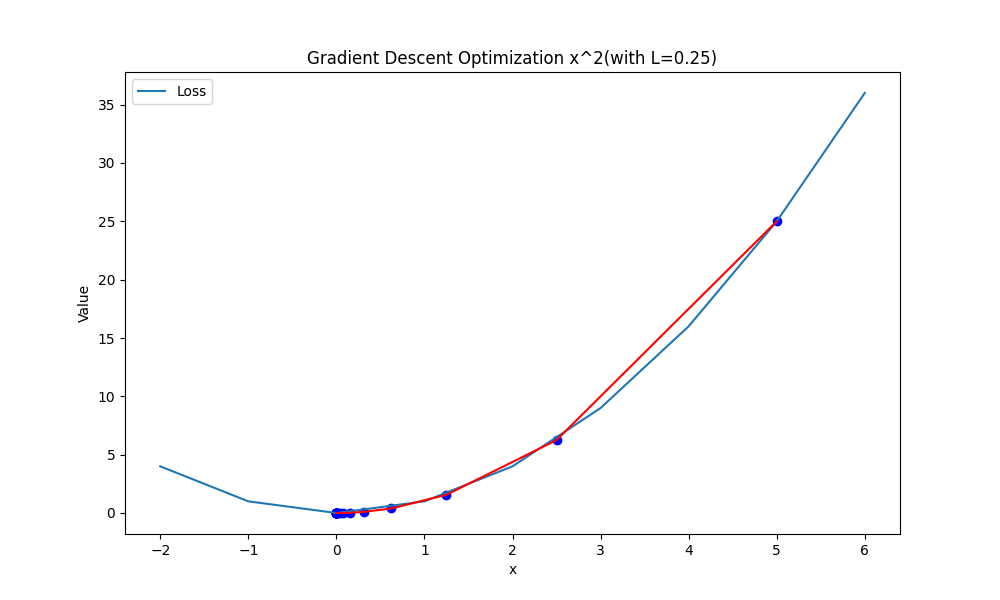 Gradient Descent Optimization x^2(with L=0.25)
Loss
35
30
25
20
15
10
5
0
Value
−2 −1 0 1 2 3 4 5 6
x